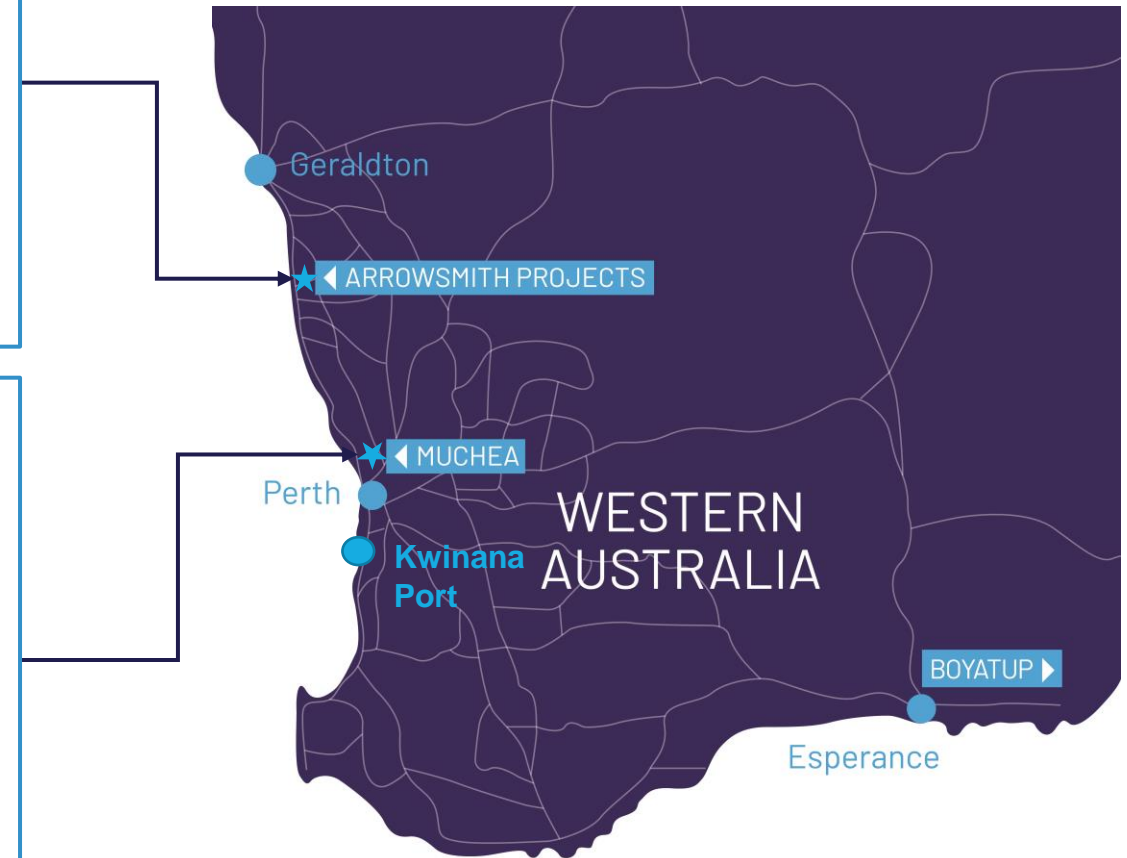 Geraldton
ARROWSMITH PROJECTS
MUCHEA
Perth
WESTERN
AUSTRALIA
Kwinana
Port
BOYATUP
Esperance